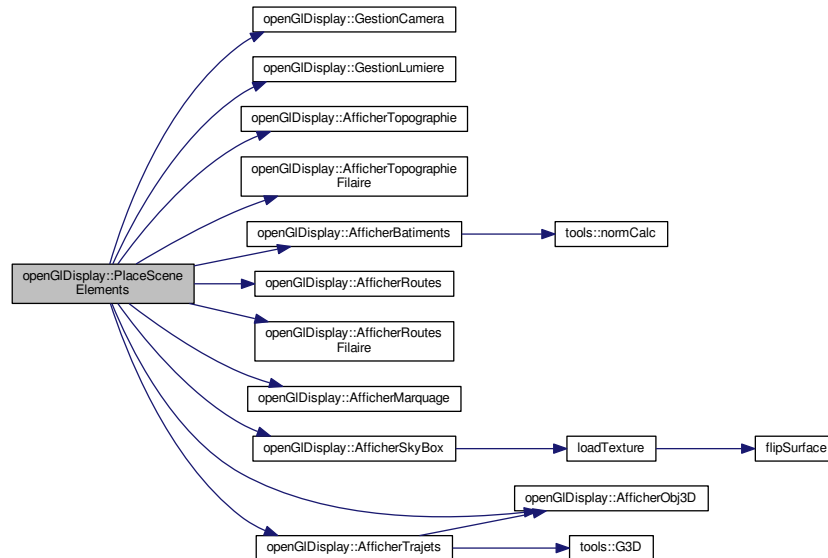 openGlDisplay::GestionCamera
openGlDisplay::GestionLumiere
openGlDisplay::AfficherTopographie
openGlDisplay::AfficherTopographie
Filaire
openGlDisplay::AfficherBatiments
tools::normCalc
openGlDisplay::PlaceScene
Elements
openGlDisplay::AfficherRoutes
openGlDisplay::AfficherRoutes
Filaire
openGlDisplay::AfficherMarquage
openGlDisplay::AfficherSkyBox
loadTexture
flipSurface
openGlDisplay::AfficherObj3D
openGlDisplay::AfficherTrajets
tools::G3D